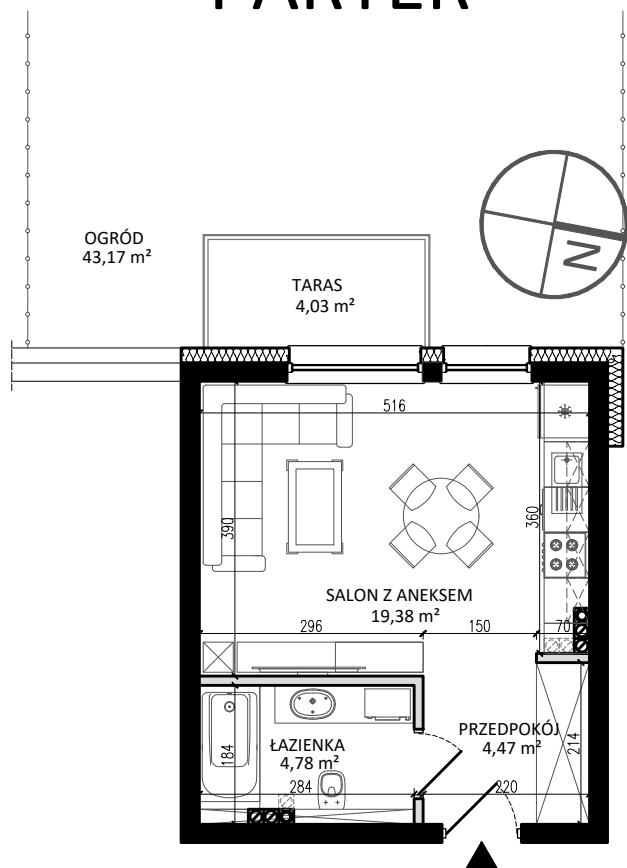 PARTER
OGRÓD
43,17 m²
TARAS
4,03 m²
N
516
390
360
SALON Z ANEKSEM
19,38 m²
296
150
70
PRZEDPOKÓJ
4,47 m²
214
ŁAZIENKA
4,78 m²
184
284
220